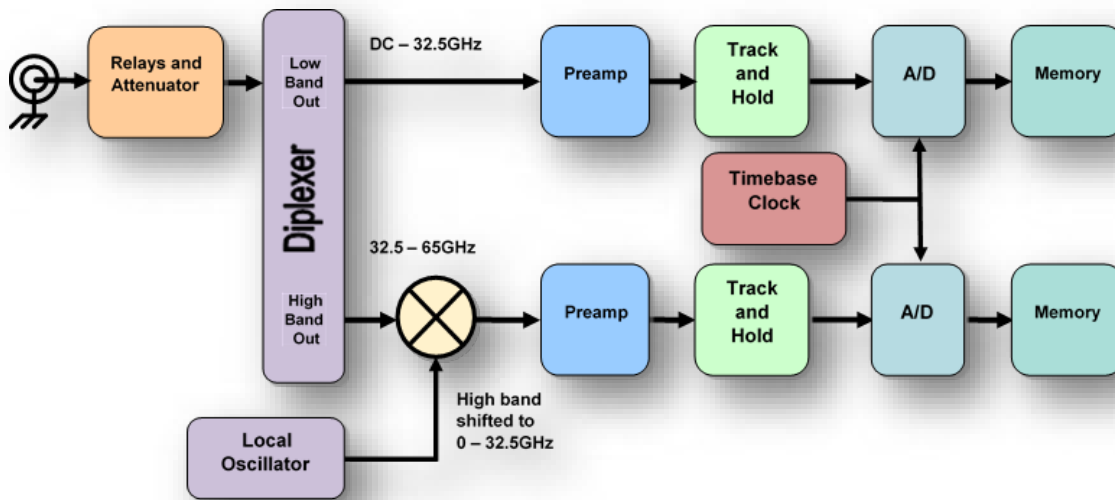 Relays and
Attenuator
Low
Band
Out
Diplexer
High
Band
Out
DC – 32.5GHz
Preamp
Track
and
Hold
A/D
Memory
Timebase
Clock
32.5 – 65GHz
Preamp
Track
and
Hold
A/D
Memory
High band
shifted to
0 – 32.5GHz
Local
Oscillator